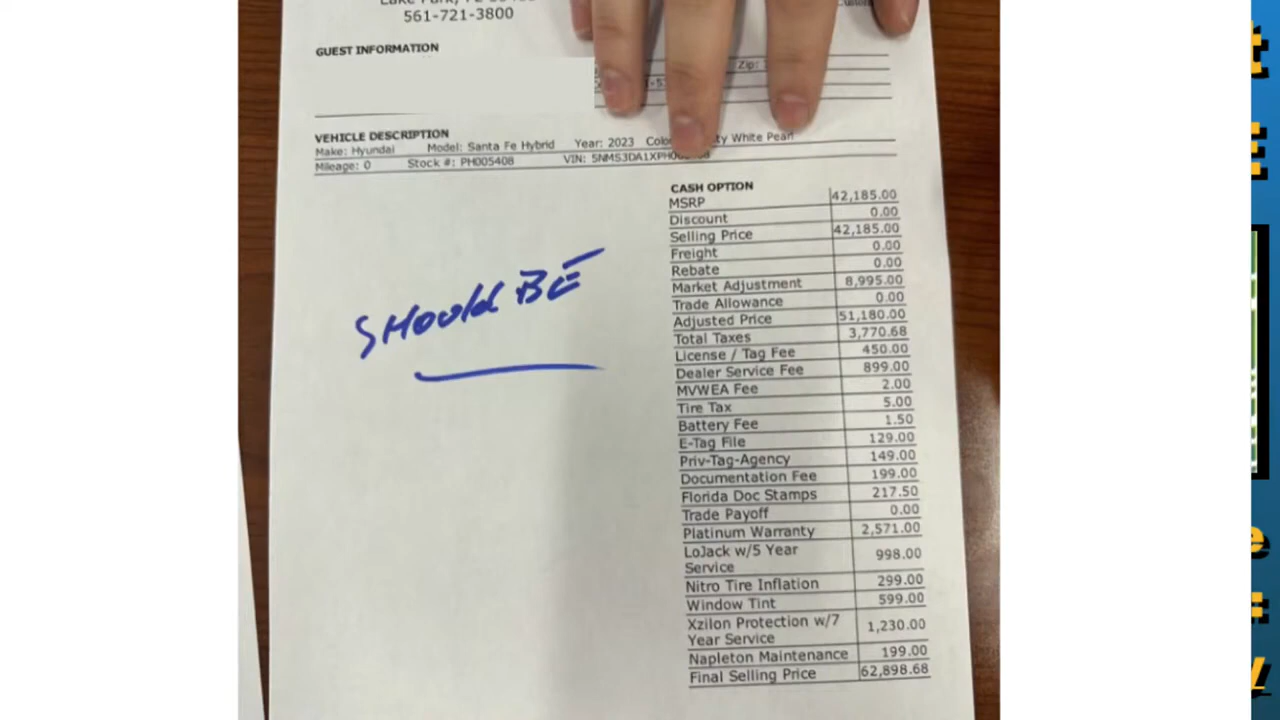 Lake Park, FL
561-721-3800
GUEST INFORMATION
Zip:
VEHICLE DESCRIPTION
Make: Hyundai Model: Santa Fe Hybrid Year: 2023 White Pearl
Mileage: 0 Stock #: PH005408 VIN:
SHould BE
CASH OPTION
MSRP 42,185.00
Discount 0.00
Selling Price 42,185.00
Freight 0.00
Rebate 0.00
Market Adjustment 8,995.00
Trade Allowance 0.00
Adjusted Price 51,180.00
Total Taxes 3,770.68
License / Tag Fee 450.00
Dealer Service Fee 899.00
MVWEA Fee 2.00
Tire Tax 5.00
Battery Fee 1.50
E-Tag File 129.00
Priv-Tag-Agency 149.00
Documentation Fee 199.00
Florida Doc Stamps 217.50
Trade Payoff 0.00
Platinum Warranty 2,571.00
LoJack w/5 Year
Service 998.00
Nitro Tire Inflation 299.00
Window Tint 599.00
Xzilon Protection w/7
Year Service 1,230.00
Napleton Maintenance 199.00
Final Selling Price 62,898.68